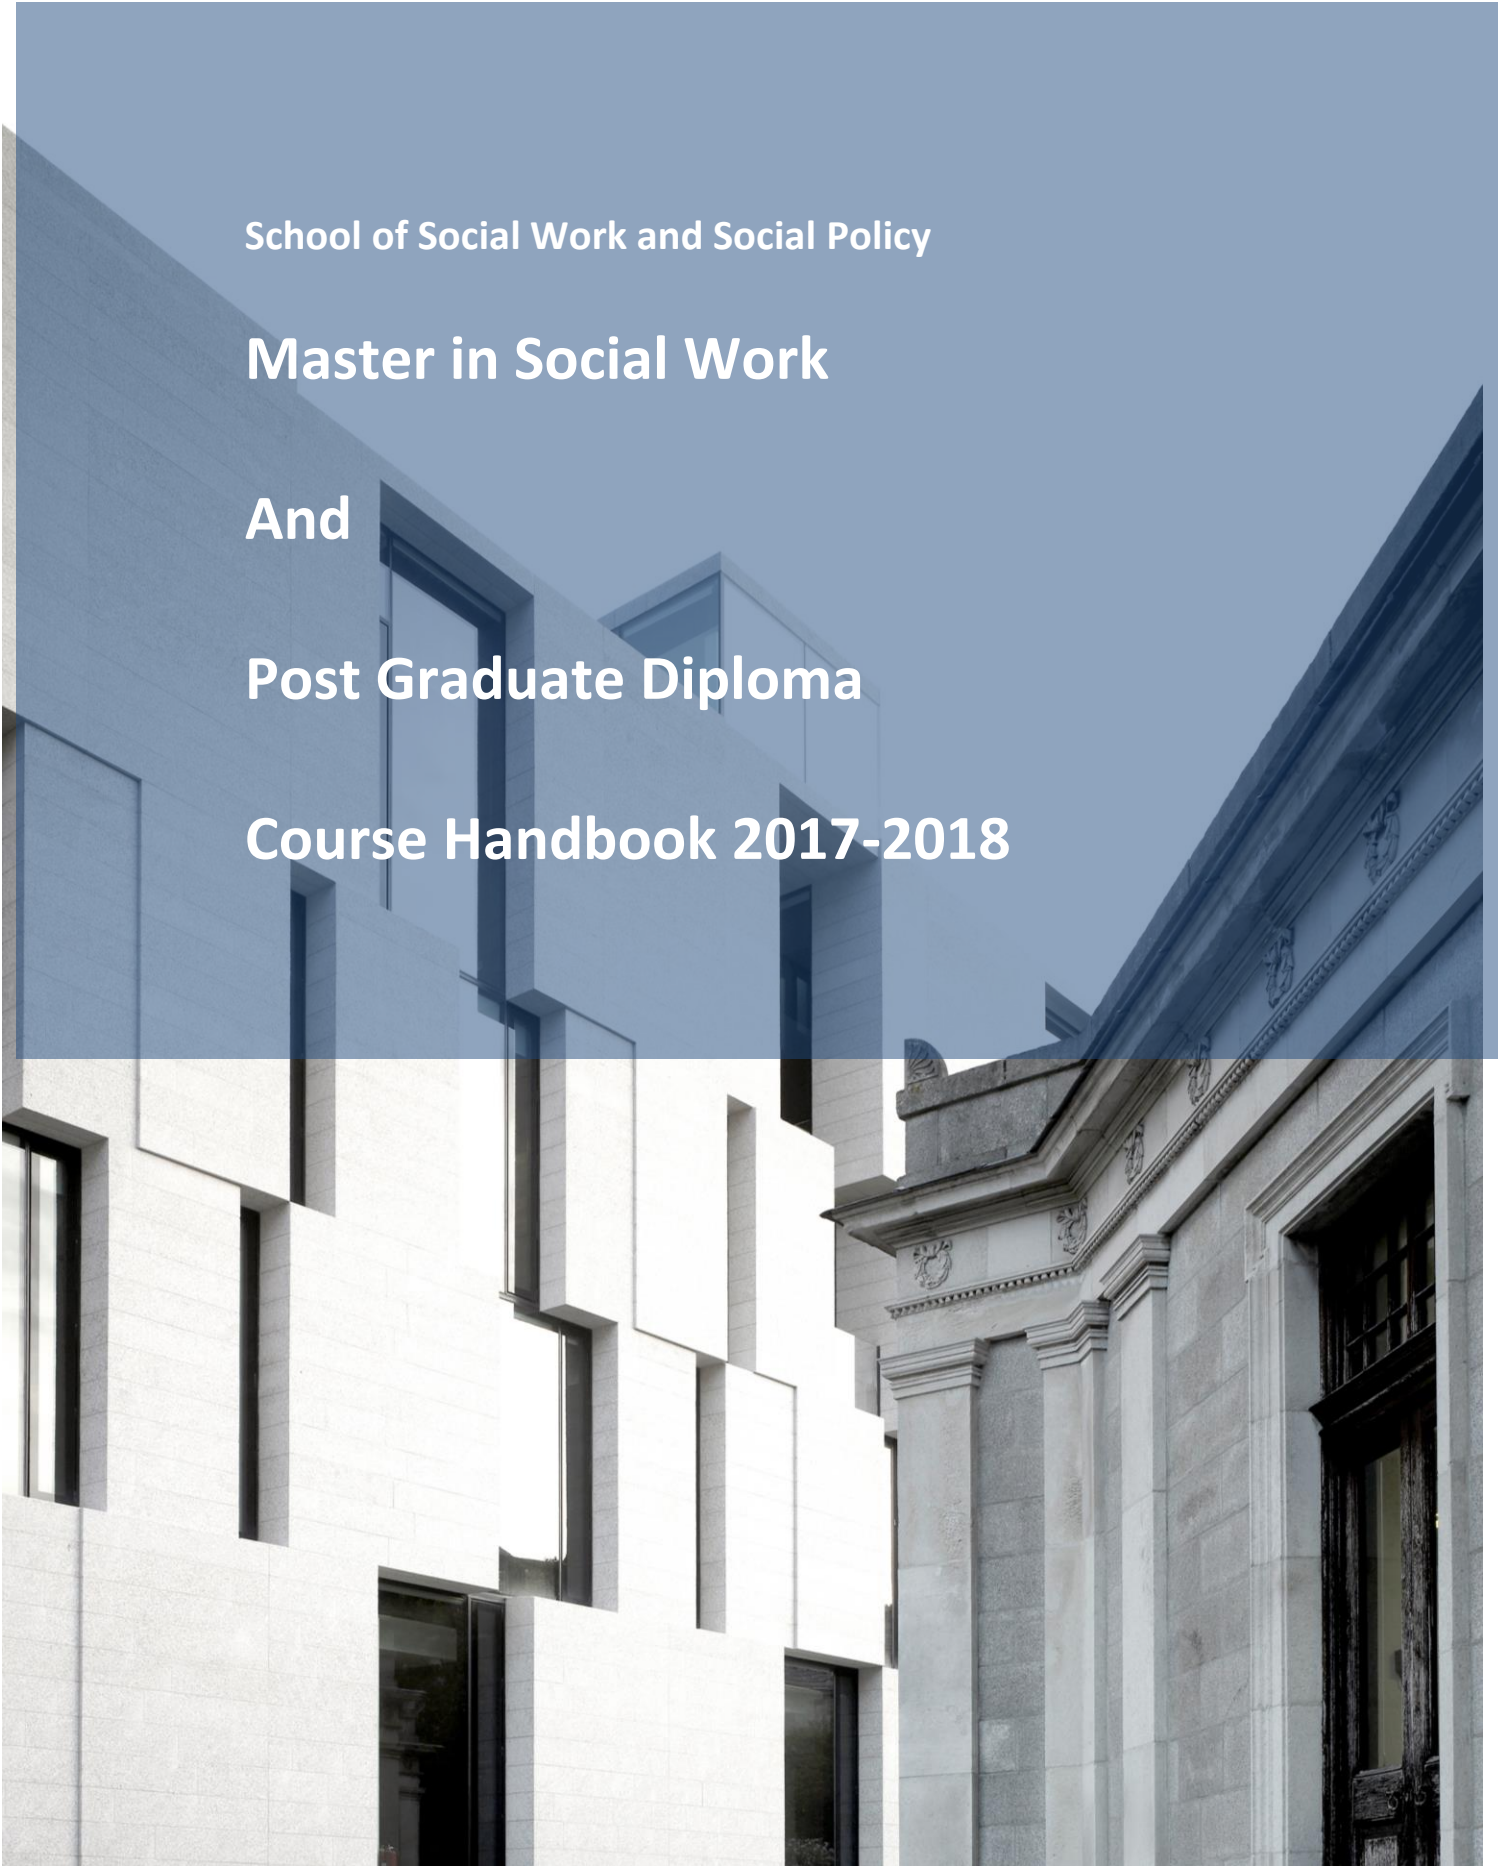 School of Social Work and Social Policy
Master in Social Work
And
Post Graduate Diploma
Course Handbook 2017-2018